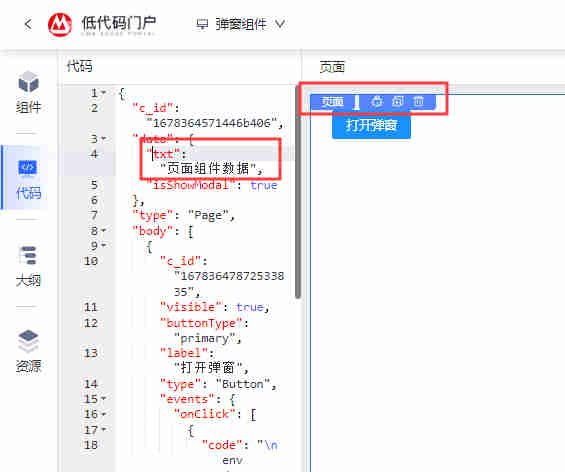 低代码门户
弹窗组件
组件
代码
大纲
资源
代码
1 {
2 "c_id":
"1678364571446b406",
3 "data": {
4 "txt":
"页面组件数据",
5 "isShowModal": true
6 },
7 "type": "Page",
8 "body": [
9 {
10 "c_id":
"167836478725338
35",
11 "visible": true,
12 "buttonType":
"primary",
13 "label":
"打开弹窗",
14 "type": "Button",
15 "events": {
16 "onClick": [
17 {
18 "code": "\n
env
页面
页面
打开弹窗